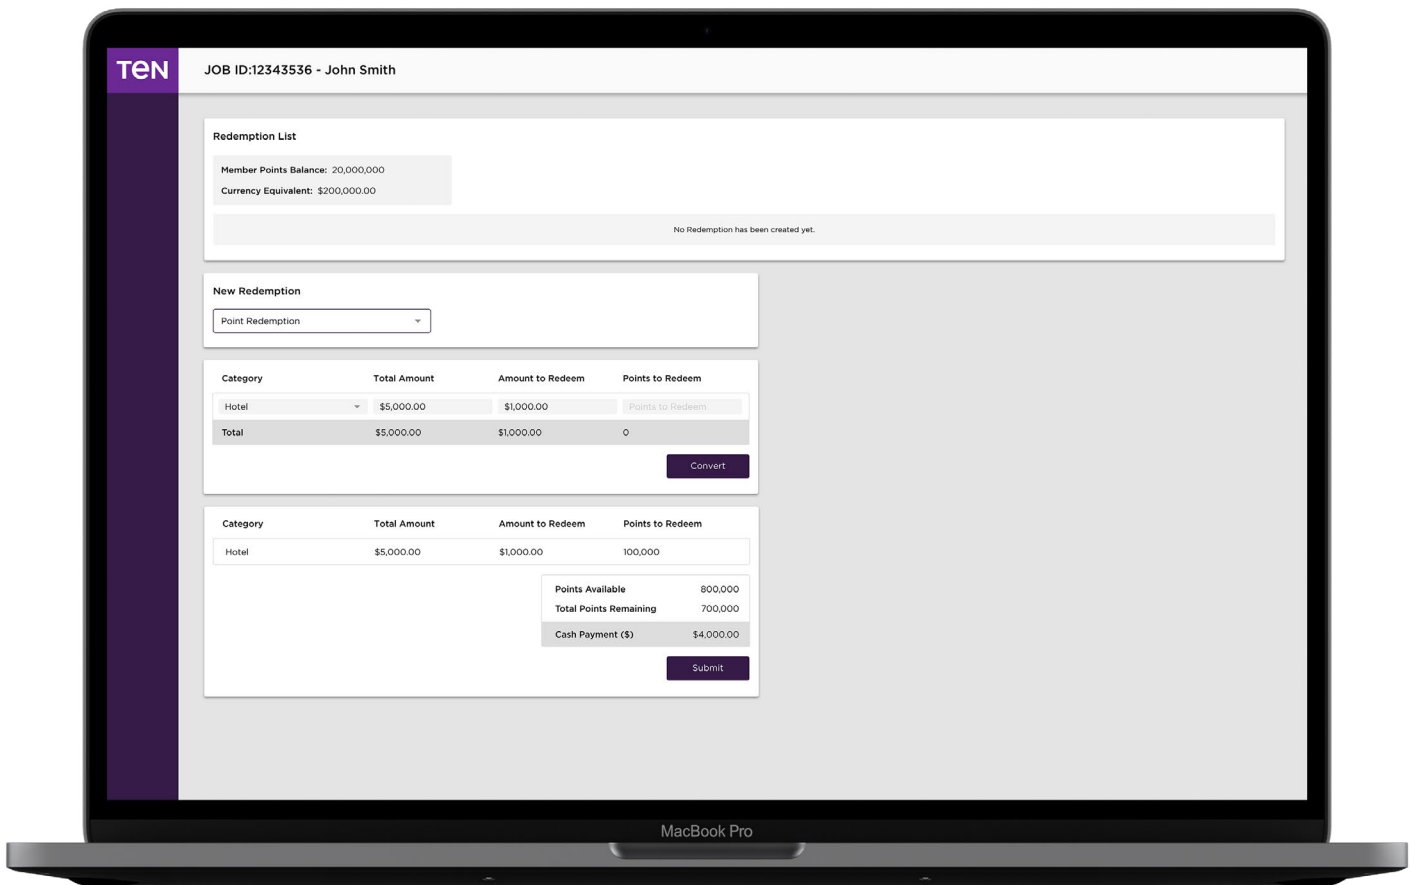 TEN
JOB ID:12343536 - John Smith
Redemption List
Member Points Balance: 20,000,000
Currency Equivalent: $200,000.00
No Redemption has been created yet.
New Redemption
Point Redemption
Category Total Amount Amount to Redeem Points to Redeem
Hotel $5,000.00 $1,000.00 Points to Redeem
Total $5,000.00 $1,000.00 0
Convert
Category Total Amount Amount to Redeem Points to Redeem
Hotel $5,000.00 $1,000.00 100,000
Points Available 800,000
Total Points Remaining 700,000
Cash Payment ($) $4,000.00
Submit
MacBook Pro